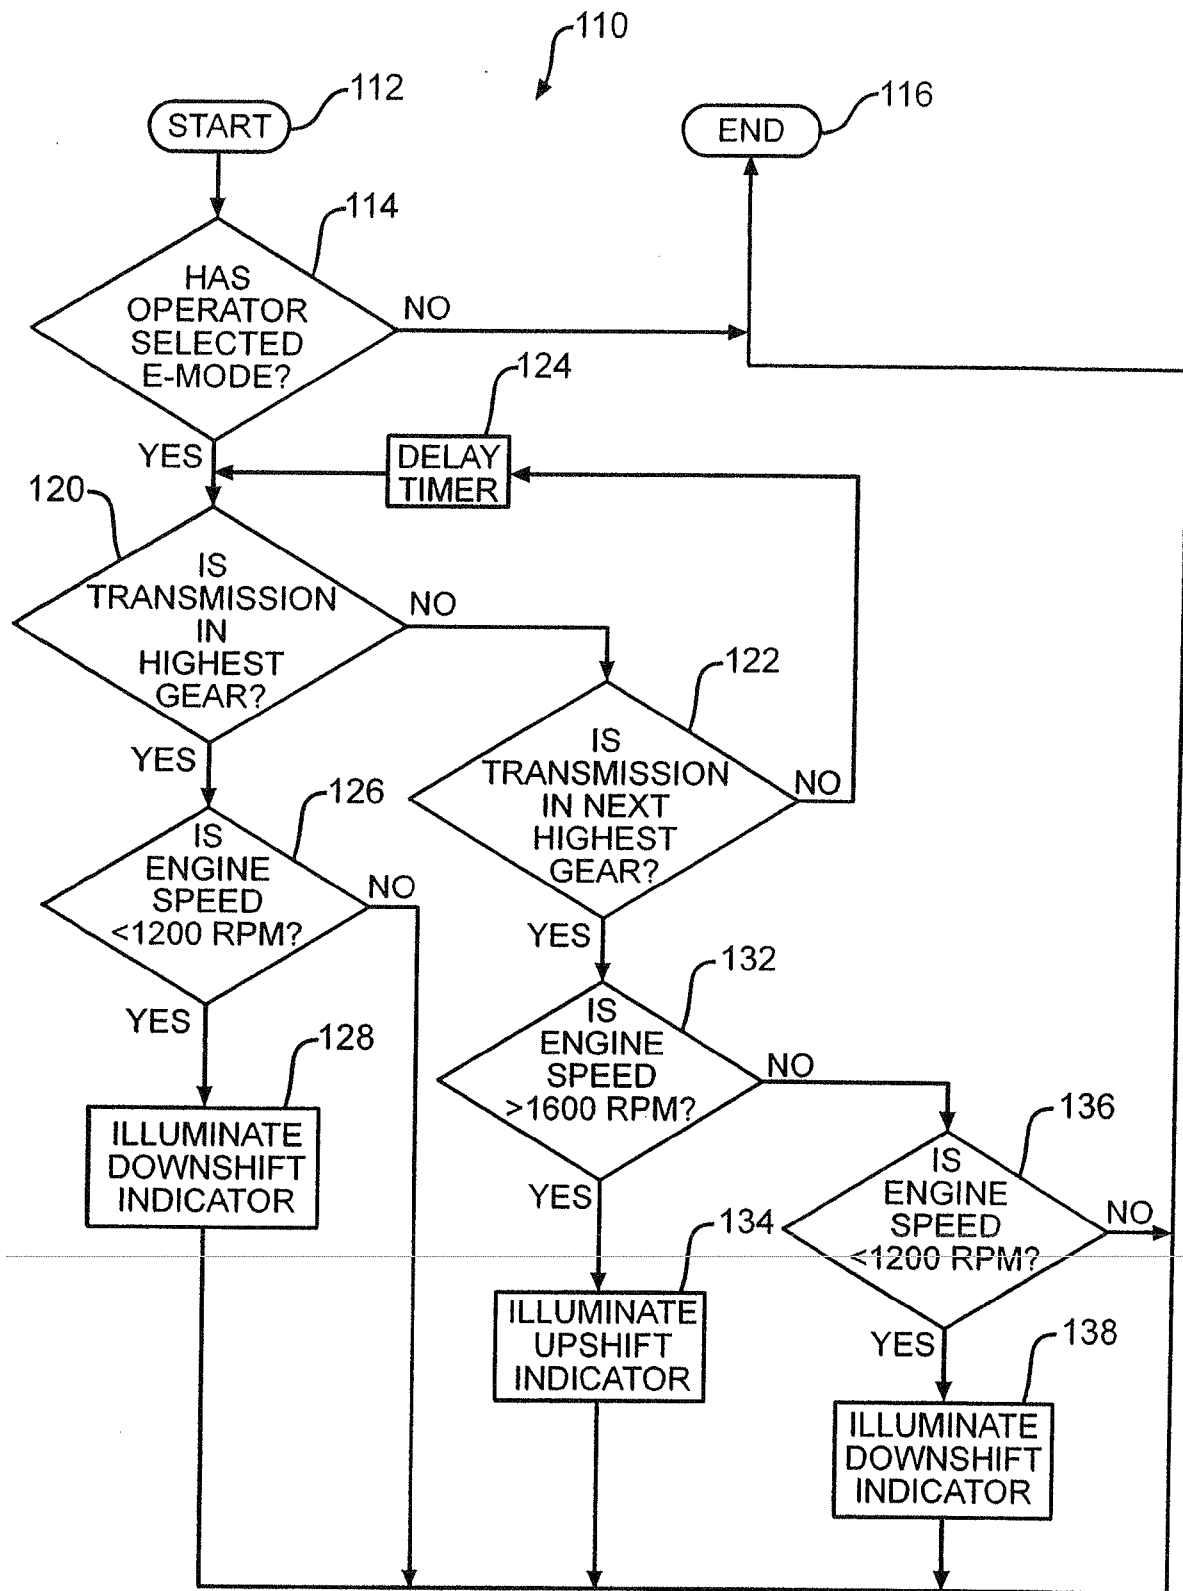 110
112
START
116
END
114
HAS
OPERATOR
SELECTED
E-MODE?
NO
YES
124
DELAY
TIMER
120
IS
TRANSMISSION
IN
HIGHEST
GEAR?
NO
YES
122
IS
TRANSMISSION
IN NEXT
HIGHEST
GEAR?
NO
YES
126
IS
ENGINE
SPEED
<1200 RPM?
NO
YES
128
ILLUMINATE
DOWNSHIFT
INDICATOR
132
IS
ENGINE
SPEED
>1600 RPM?
NO
YES
134
ILLUMINATE
UPSHIFT
INDICATOR
136
IS
ENGINE
SPEED
<1200 RPM?
NO
YES
138
ILLUMINATE
DOWNSHIFT
INDICATOR